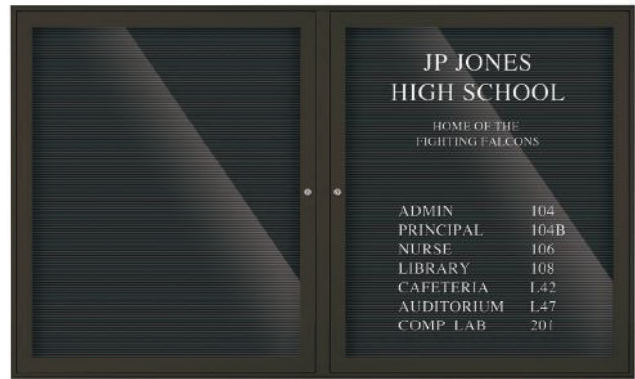 JP JONES
HIGH SCHOOL
HOME OF THE
FIGHTING FALCONS
ADMIN 104
PRINCIPAL 104B
NURSE 106
LIBRARY 108
CAFETERIA L42
AUDITORIUM L47
COMP LAB 201